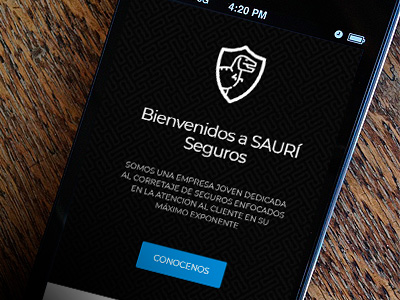 3G 4:20 PM
Bienvenidos a SAURÍ
Seguros
SOMOS UNA EMPRESA JOVEN DEDICADA
AL CORRETAJE DE SEGUROS ENFOCADOS
EN LA ATENCION AL CLIENTE EN SU
MÁXIMO EXPONENTE
CONOCENOS